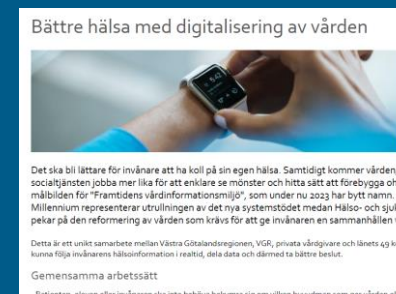 Bättre hälsa med digitalisering av vården
Det ska bli lättare för invånare att ha koll på sin egen hälsa. Samtidigt kommer vården,
socialtjänsten jobba mer lika för att enklare se mönster och hitta sätt att förebygga oh
målbilden för "Framtidens vårdinformationsmiljö", som under nu 2023 har bytt namn.
Millennium representerar utrullningen av det nya systemstödet medan Hälso- och sjuk
pekar på den reformering av vården som krävs för att ge invånaren en sammanhållen
Detta är ett unikt samarbete mellan Västra Götalandsregionen, VGR, privata vårdgivare och länets 49 k
kunna följa invånarens hälsoinformation i realtid, dela data och därmed ta bättre beslut.
Gemensamma arbetssätt